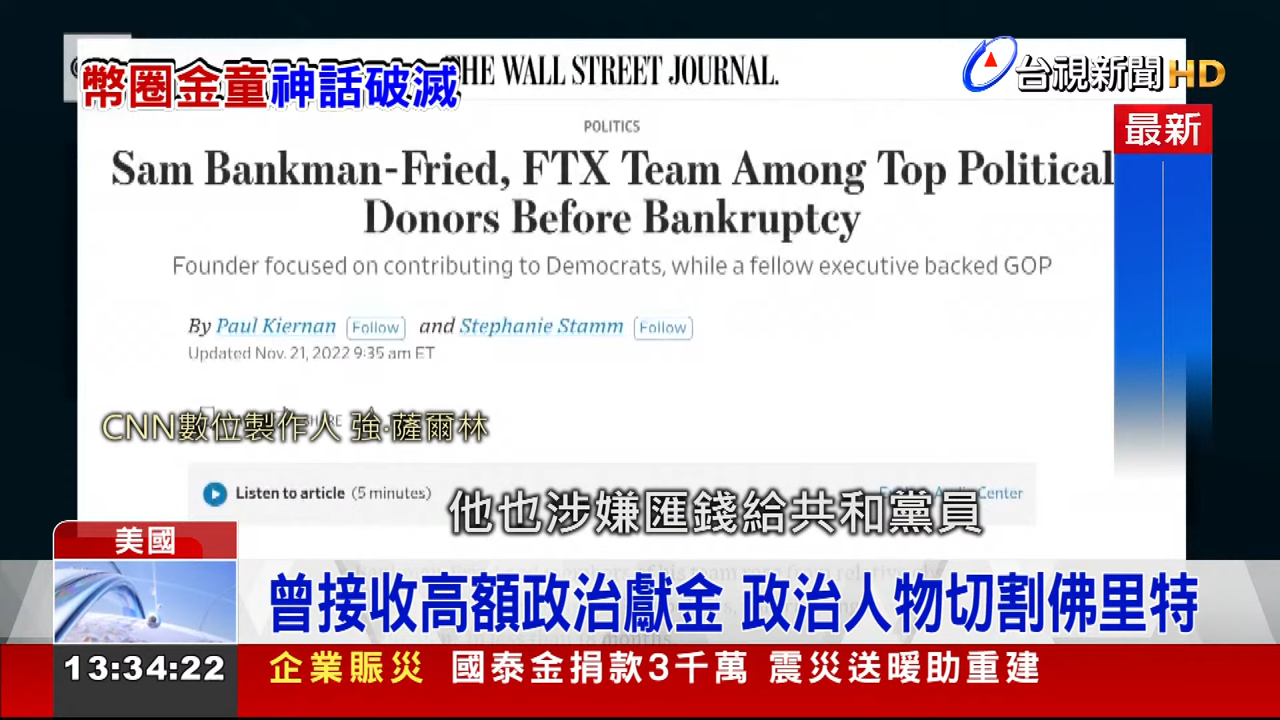 幣圈金童神話破滅
THE WALL STREET JOURNAL.
台視新聞HD
最新
POLITICS
Sam Bankman-Fried, FTX Team Among Top Political
Donors Before Bankruptcy
Founder focused on contributing to Democrats, while a fellow executive backed GOP
By Paul Kiernan Follow and Stephanie Stamm Follow
Updated Nov. 21, 2022 9:35 am ET
CNN數位製作人 強·薩爾林
Listen to article (5 minutes)
Center
他也涉嫌匯錢給共和黨員
美國
曾接收高額政治獻金 政治人物切割佛里特
13:34:22
企業賑災 國泰金捐款3千萬 震災送暖助重建